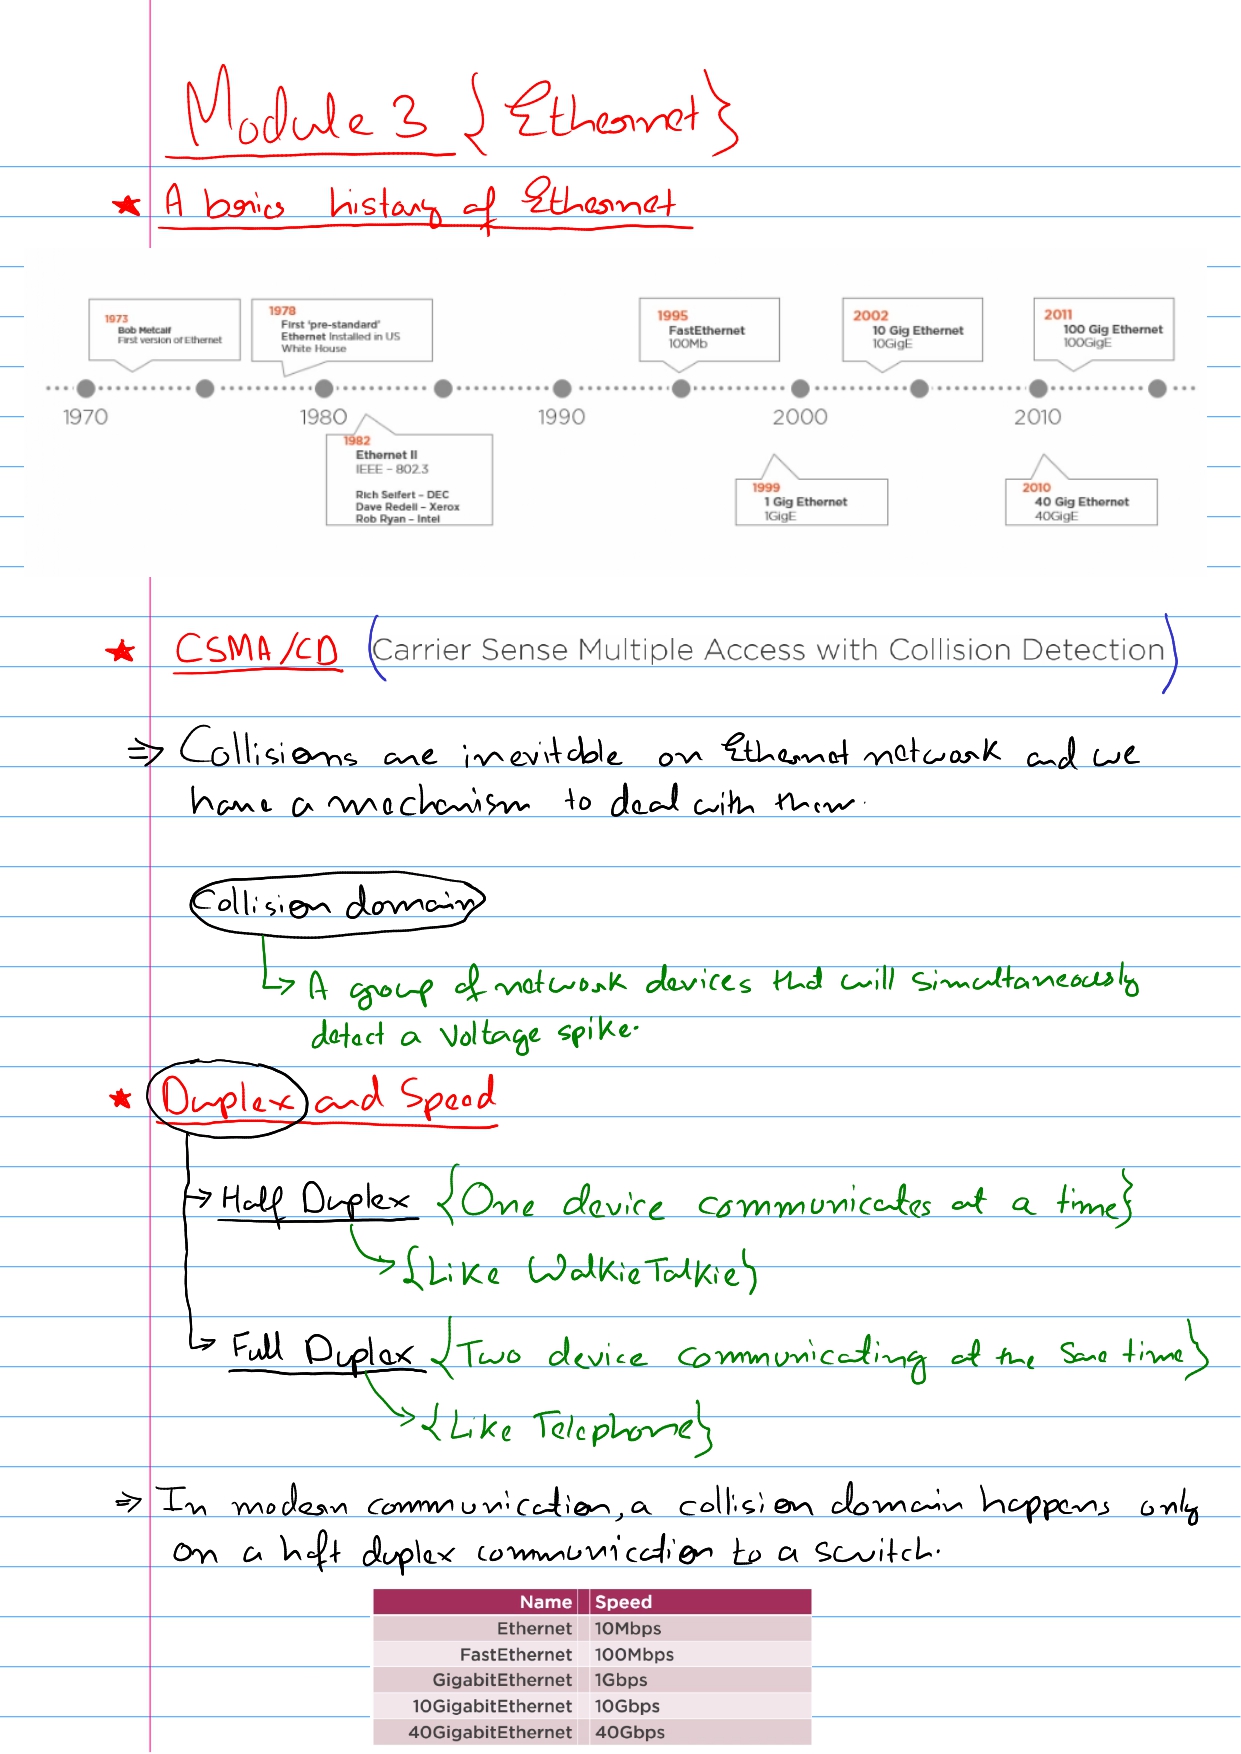 Module 3 {Ethernet}
★ A brics history of Ethernet
1973
Bob Metcalf
First version of Ethernet
1978
First 'pre-standard'
Ethernet Installed in US
White House
1995
FastEthernet
100Mb
2002
10 Gig Ethernet
10GigE
2011
100 Gig Ethernet
100GigE
1970
1980
1990
2000
2010
1982
Ethernet II
IEEE - 802.3
Rich Seifert - DEC
Dave Redell - Xerox
Rob Ryan - Intel
1999
1 Gig Ethernet
1GigE
2010
40 Gig Ethernet
40GigE
★ CSMA/CD (Carrier Sense Multiple Access with Collision Detection)
⇒ Collisions are inevitable on Ethernet network and we
have a mechanism to deal with them.
Collision domain
↳ A group of network devices that will simultaneously
detect a voltage spike.
★ Duplex and Speed
→ Half Duplex {One device communicates at a time}
→ {Like WalkieTalkie}
↳ Full Duplex {Two device communicating at the same time}
→ {Like Telephone}
⇒ In modern communication, a collision domain happens only
on a half duplex communication to a switch.
Name Speed
Ethernet 10Mbps
FastEthernet 100Mbps
GigabitEthernet 1Gbps
10GigabitEthernet 10Gbps
40GigabitEthernet 40Gbps